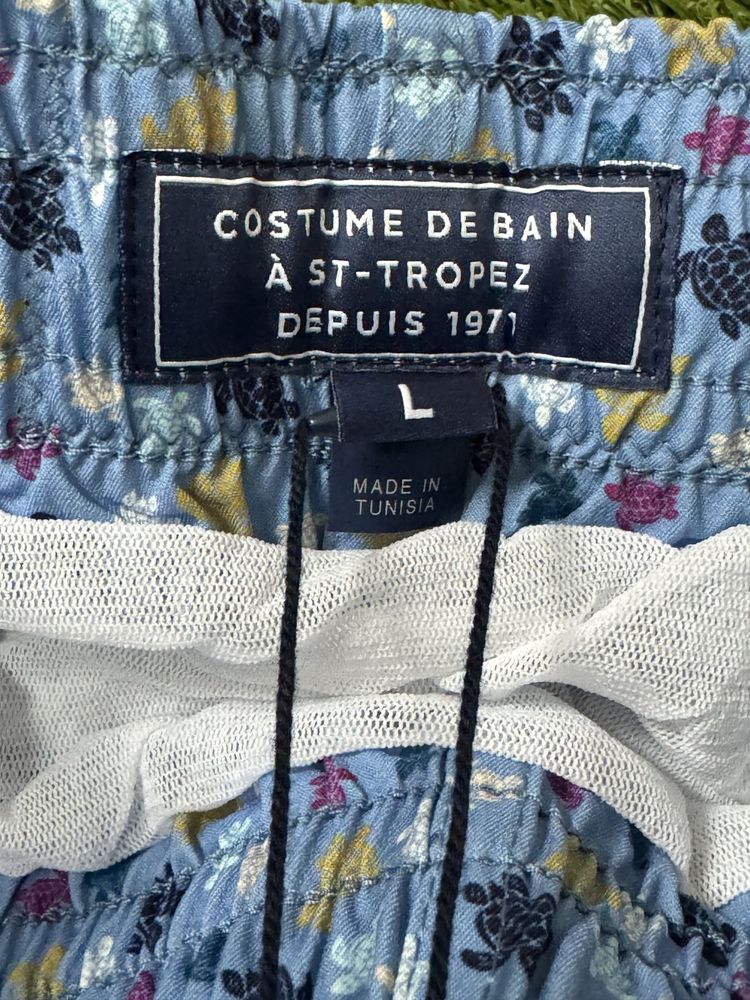 COSTUME DE BAIN
À ST-TROPEZ
DEPUIS 1971
L
MADE IN
TUNISIA